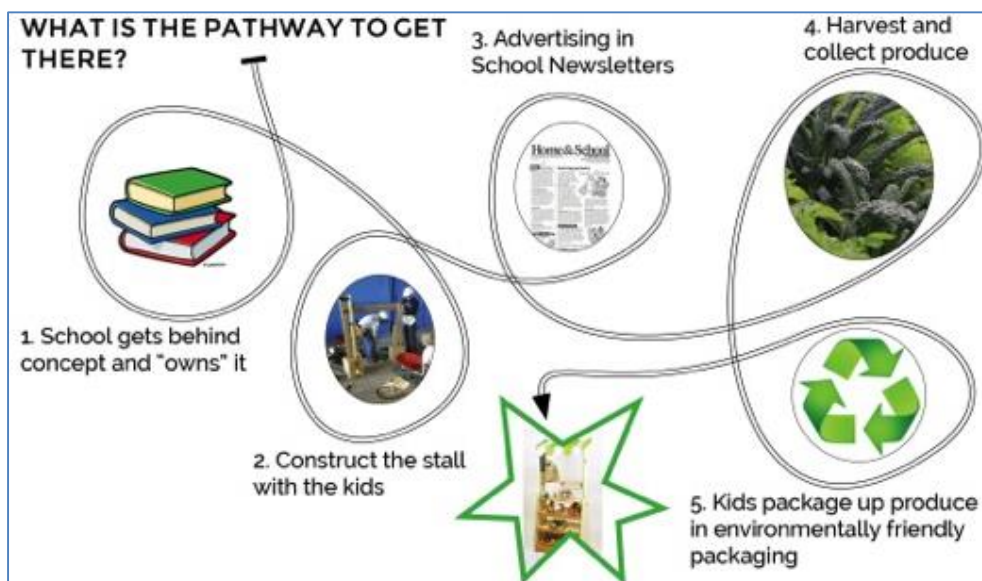 WHAT IS THE PATHWAY TO GET
THERE?
1. School gets behind
concept and “owns” it
2. Construct the stall
with the kids
3. Advertising in
School Newsletters
Home & School
4. Harvest and
collect produce
5. Kids package up produce
in environmentally friendly
packaging